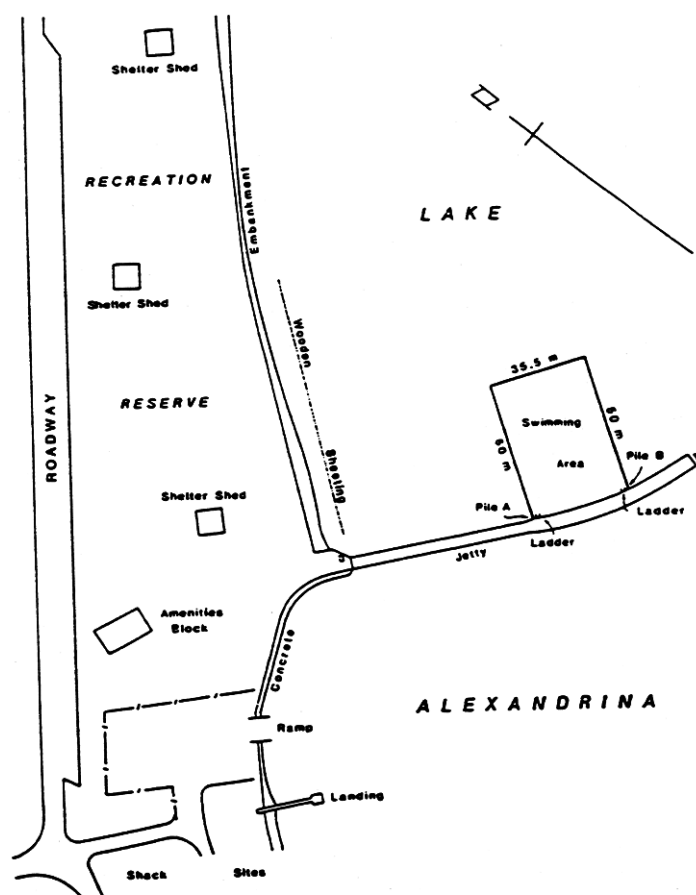 Shelter Shed
RECREATION
Embankment
LAKE
Shelter Shed
Wooden
35.5 m
RESERVE
ROADWAY
Swimming
Area
60 m
60 m
Sheeting
Pile B
Shelter Shed
Pile A
Ladder
Ladder
Jetty
Amenities
Block
Concrete
ALEXANDRINA
Ramp
Landing
Shack
Sites